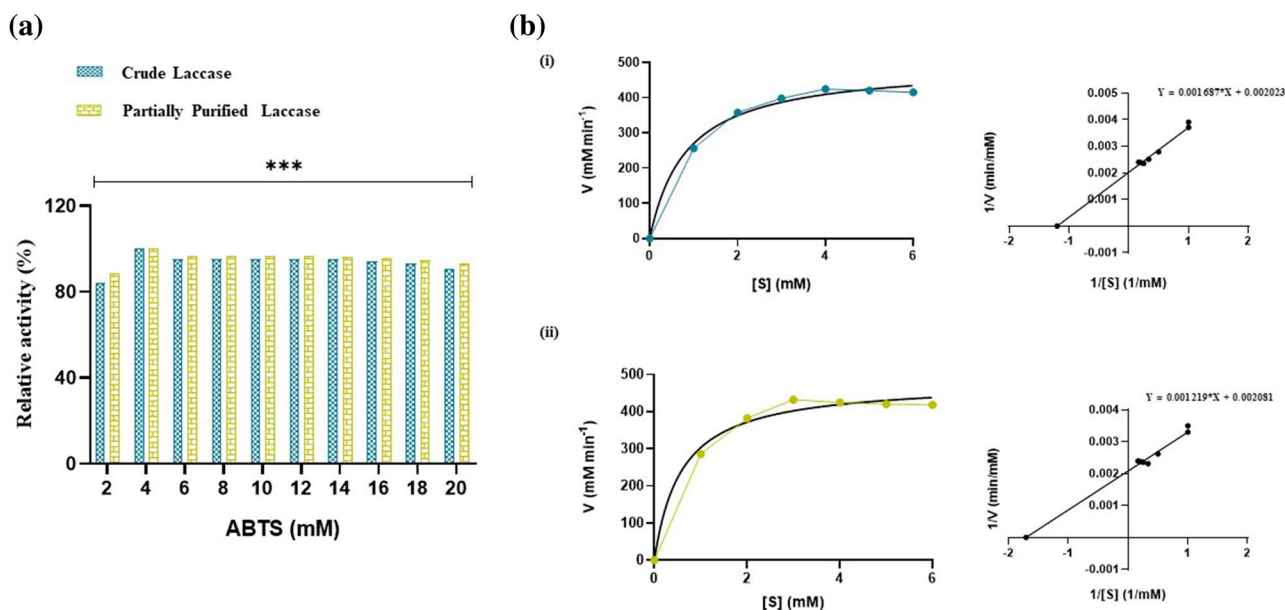 (a)
Crude Laccase
Partially Purified Laccase
***
120
80
40
0
Relative activity (%)
2 4 6 8 10 12 14 16 18 20
ABTS (mM)
(b)
(i)
500
400
300
200
100
0
V (mM min⁻¹)
0 2 4 6
[S] (mM)
Y = 0.001687*X + 0.002023
0.005
0.004
0.003
0.002
0.001
-0.001
1/V (min/mM)
-2 -1 1 2
1/[S] (1/mM)
(ii)
500
400
300
200
100
0
V (mM min⁻¹)
0 2 4 6
[S] (mM)
Y = 0.001219*X + 0.002081
0.004
0.003
0.002
0.001
-0.001
1/V (min/mM)
-2 -1 1 2
1/[S] (1/mM)